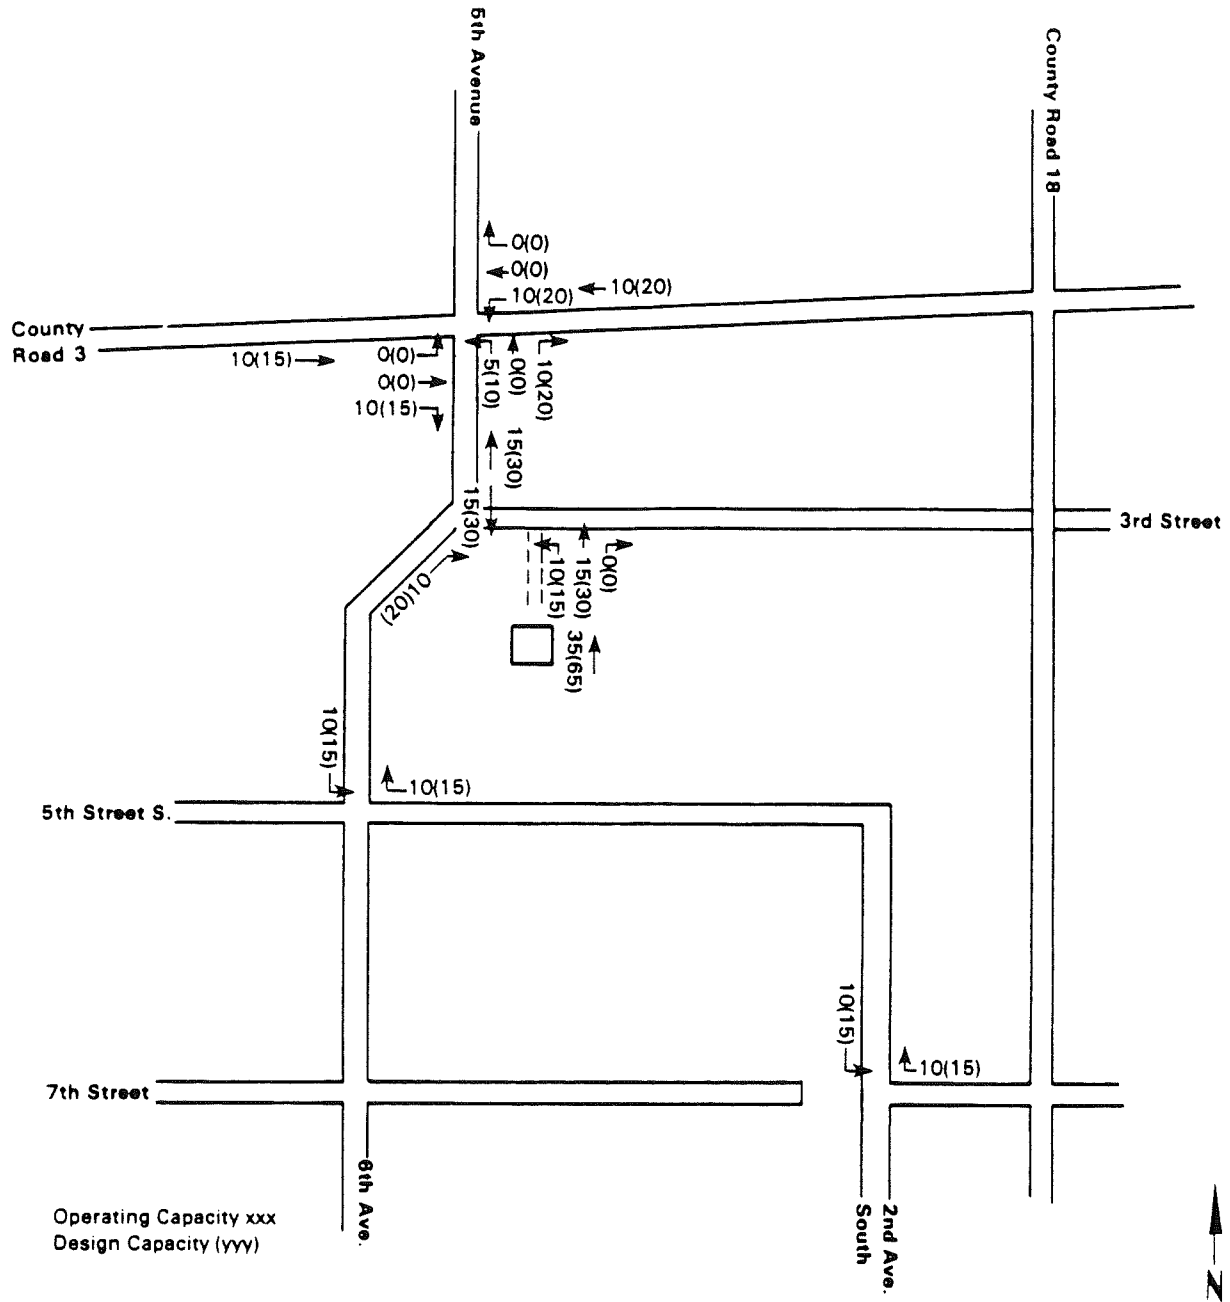 5th Avenue
County Road 18
0(0)
0(0)
10(20)
10(20)
County
Road 3
10(15)
0(0)
0(0)
10(15)
5(10)
0(0)
10(20)
15(30)
15(30)
3rd Street
(20)10
10(15)
15(30)
0(0)
35(65)
10(15)
10(15)
5th Street S.
10(15)
10(15)
7th Street
6th Ave.
2nd Ave.
South
Operating Capacity xxx
Design Capacity (yyy)
N